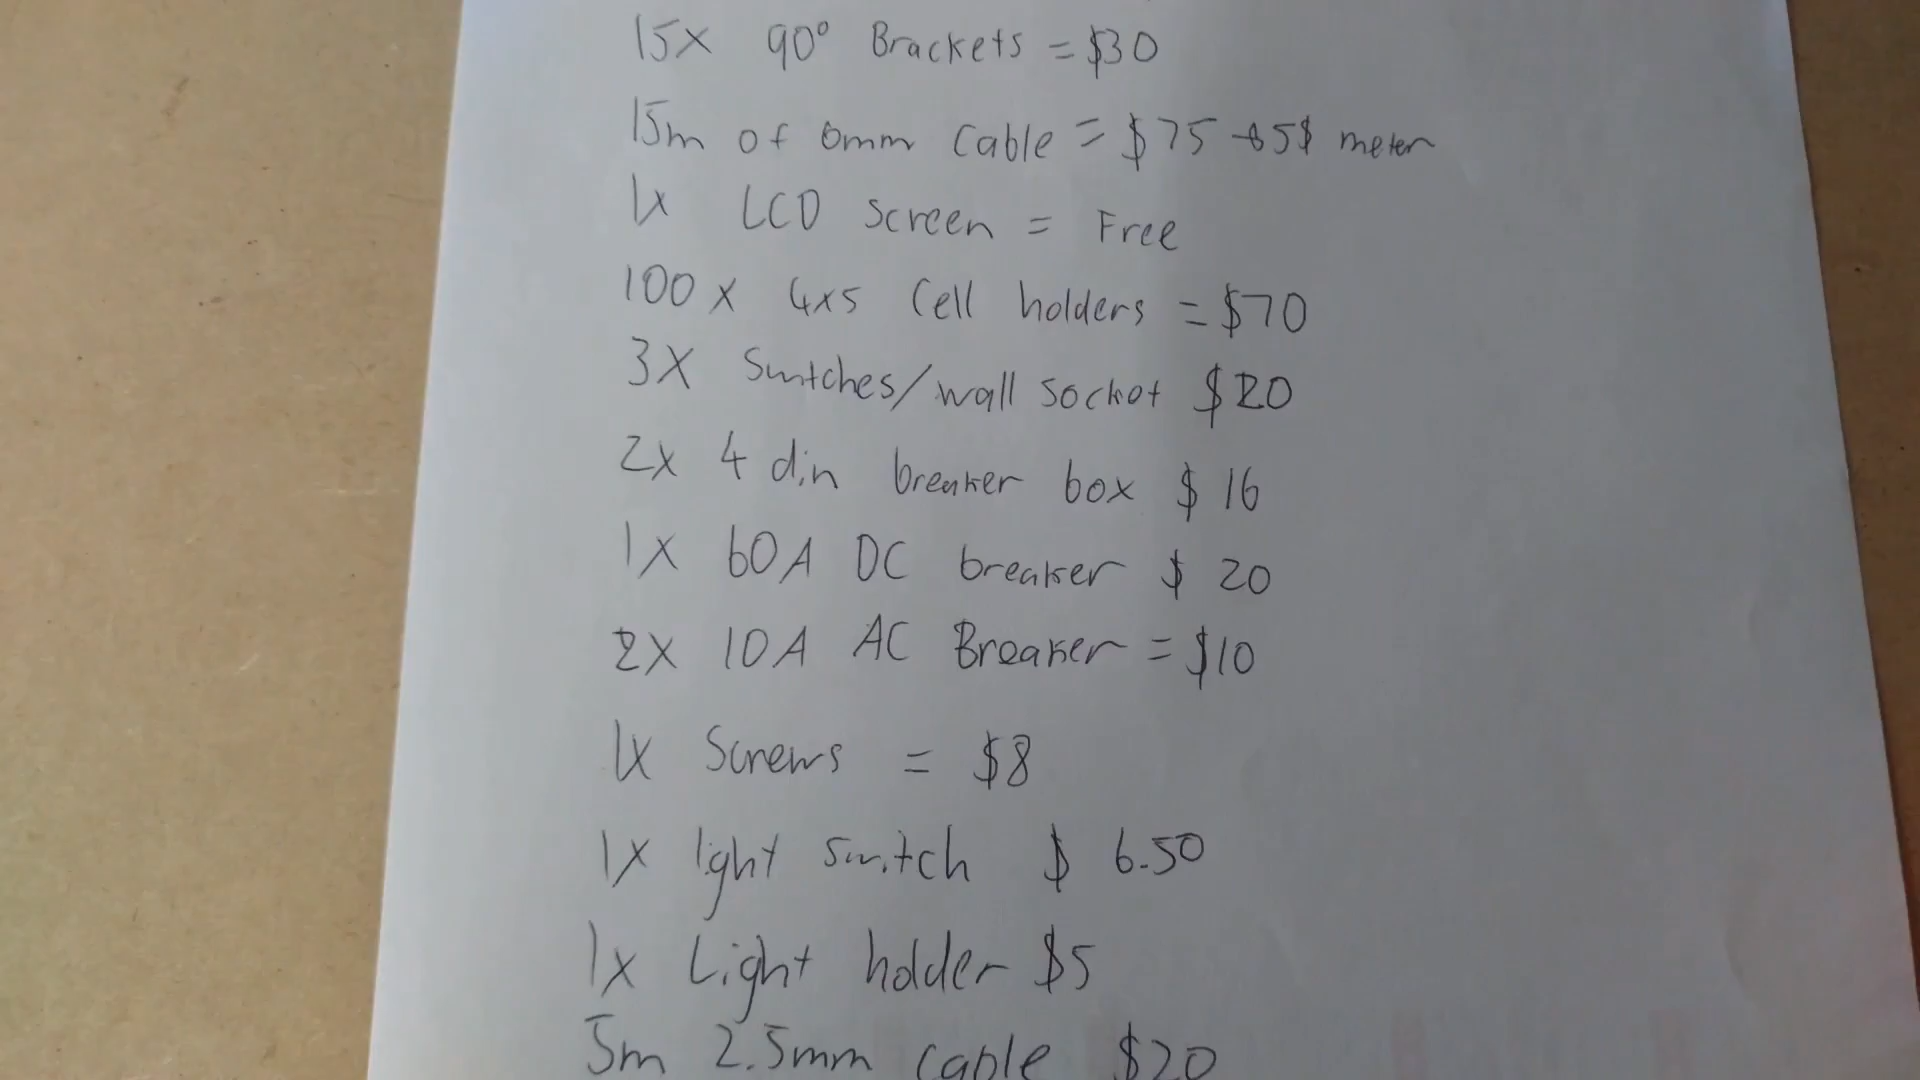 15x 90° Brackets = $30
15m of 6mm Cable = $75 5$ meter
1x LCD Screen = Free
100 x 4x5 Cell holders = $70
3X Switches/wall socket $20
2x 4 din breaker box $ 16
1x 60A DC breaker $ 20
2x 10A AC Breaker = $10
1x Screws = $8
1x light switch $ 6.50
1x Light holder $5
5m 2.5mm cable $20